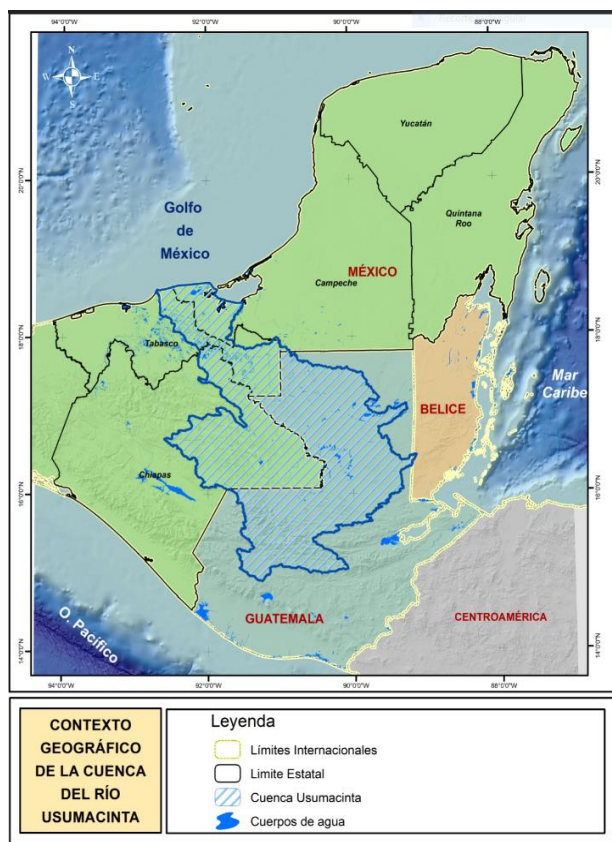 94°0'0"W
92°0'0"W
90°0'0"W
88°0'0"W
N
W
E
S
Yucatán
20°0'0"N
20°0'0"N
Quintana
Roo
Golfo
de
México
MÉXICO
Campeche
18°0'0"N
18°0'0"N
Tabasco
Mar
Caribe
BELICE
Chiapas
16°0'0"N
16°0'0"N
GUATEMALA
CENTROAMÉRICA
O. Pacífico
14°0'0"N
14°0'0"N
94°0'0"W
92°0'0"W
90°0'0"W
88°0'0"W
CONTEXTO
GEOGRÁFICO
DE LA CUENCA
DEL RÍO
USUMACINTA
Leyenda
Límites Internacionales
Limite Estatal
Cuenca Usumacinta
Cuerpos de agua